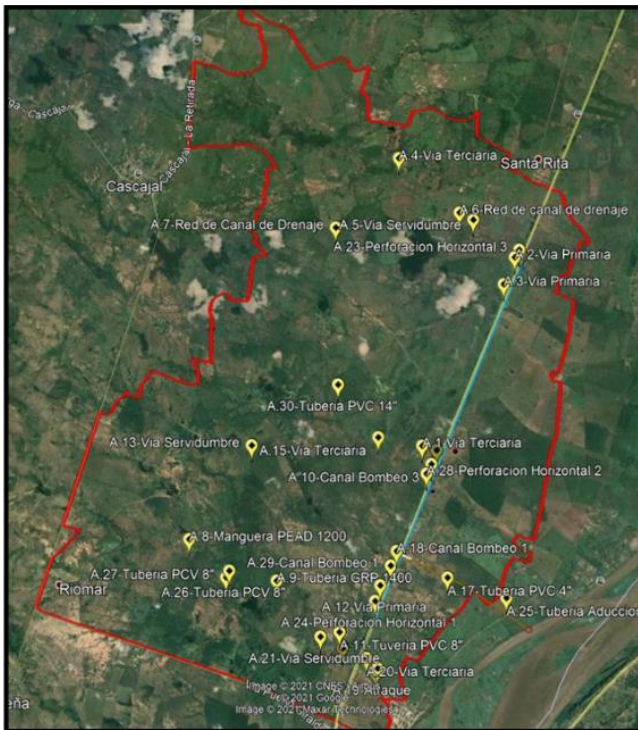 Cascajal - La Retirada
Cascajal
A.4-Via Terciaria
Santa Rita
A.6-Red de canal de drenaje
A.7-Red de Canal de Drenaje
A.5-Via Servidumbre
A.23-Perforacion Horizontal 3
A.2-Via Primaria
A.3-Via Primaria
A.30-Tuberia PVC 14"
A.13-Via Servidumbre
A.15-Via Terciaria
A.1-Via Terciaria
A.10-Canal Bombeo 3
A.28-Perforacion Horizontal 2
A.8-Manguera PEAD 1200
A.18-Canal Bombeo 1
A.29-Canal Bombeo 1
A.27-Tuberia PCV 8"
A.9-Tuberia GRP 1400
Riomar
A.26-Tuberia PCV 8"
A.17-Tuberia PVC 4"
A.12-Via Primaria
A.25-Tuberia Aduccion
A.24-Perforacion Horizontal 1
A.11-Tuveria PVC 8"
A.21-Via Servidumbre
A.20-Via Terciaria
Image © 2021 CNES / Airbus
© 2021 Google
Image © 2021 Maxar Technologies